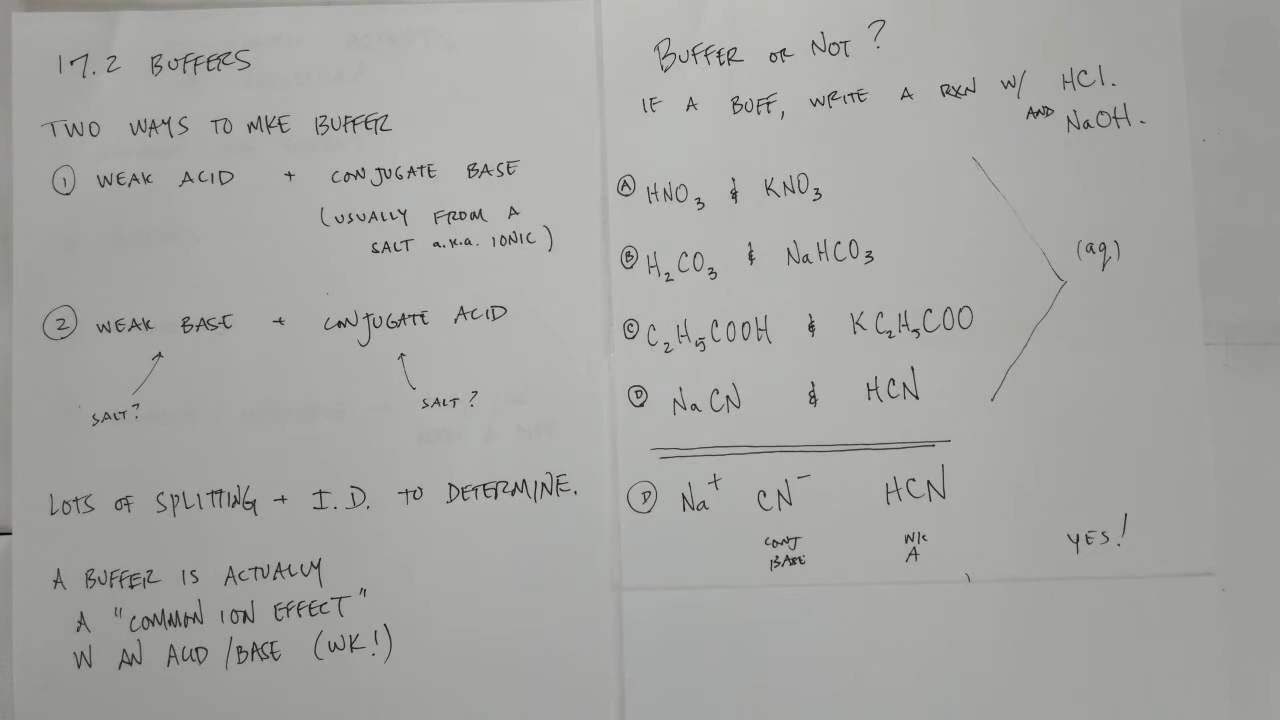 17.2 BUFFERS
TWO WAYS TO MKE BUFFER
① WEAK ACID + CONJUGATE BASE
(USUALLY FROM A
SALT a.k.a. IONIC)
② WEAK BASE + CONJUGATE ACID
SALT? SALT?
LOTS OF SPLITTING + I.D. TO DETERMINE.
A BUFFER IS ACTUALLY
A "COMMON ION EFFECT"
W AN ACID/BASE (WK!)
BUFFER OR NOT?
IF A BUFF, WRITE A RXN W/ HCl.
AND NaOH.
Ⓐ HNO₃ & KNO₃
Ⓑ H₂CO₃ & NaHCO₃
(aq)
Ⓒ C₂H₅COOH & KC₂H₅COO
Ⓓ NaCN & HCN
Ⓓ Na⁺ CN⁻ HCN
CONJ BASE
WK A
YES!